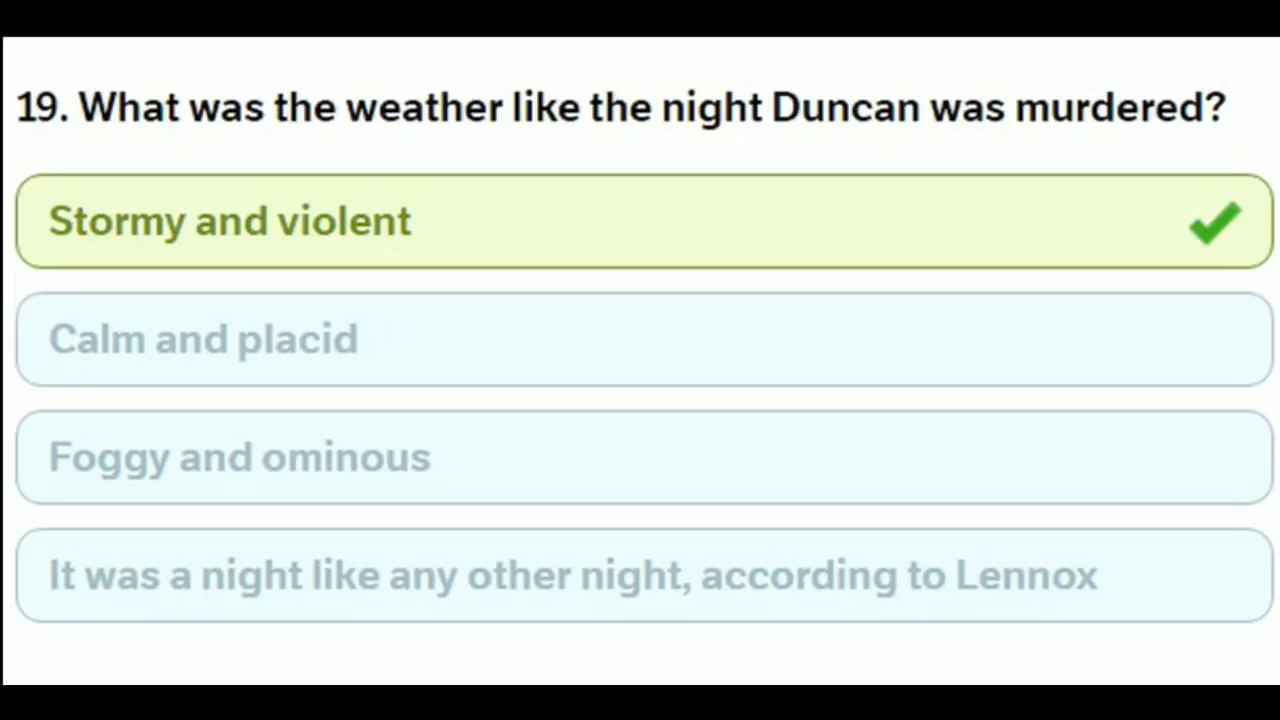 19. What was the weather like the night Duncan was murdered?
Stormy and violent
Calm and placid
Foggy and ominous
It was a night like any other night, according to Lennox